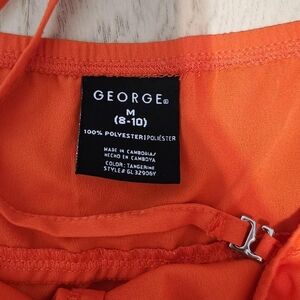 GEORGE®
M
(8-10)
100% POLYESTER|POLIÉSTER
MADE IN CAMBODIA/
HECHO EN CAMBOYA
COLOR: TANGERINE
STYLE# GL32906Y